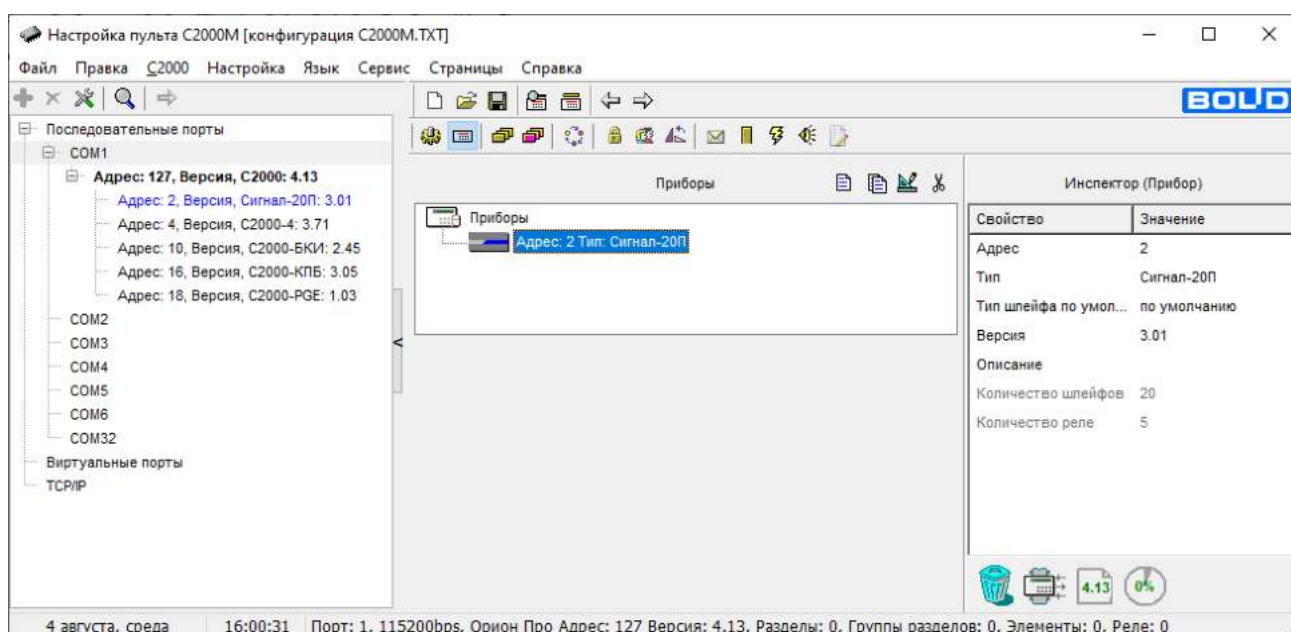 Настройка пульта С2000М [конфигурация С2000М.TXT]
Файл Правка С2000 Настройка Язык Сервис Страницы Справка
BOLID
Последовательные порты
COM1
Адрес: 127, Версия, С2000: 4.13
Адрес: 2, Версия, Сигнал-20П: 3.01
Адрес: 4, Версия, С2000-4: 3.71
Адрес: 10, Версия, С2000-БКИ: 2.45
Адрес: 16, Версия, С2000-КПБ: 3.05
Адрес: 18, Версия, С2000-PGE: 1.03
COM2
COM3
COM4
COM5
COM6
COM32
Виртуальные порты
TCP/IP
<
Приборы
Приборы
Адрес: 2 Тип: Сигнал-20П
Инспектор (Прибор)
Свойство Значение
Адрес 2
Тип Сигнал-20П
Тип шлейфа по умол... по умолчанию
Версия 3.01
Описание
Количество шлейфов 20
Количество реле 5
4.13 0%
4 августа, среда 16:00:31 Порт: 1, 115200bps, Орион Про Адрес: 127 Версия: 4.13, Разделы: 0, Группы разделов: 0, Элементы: 0, Реле: 0